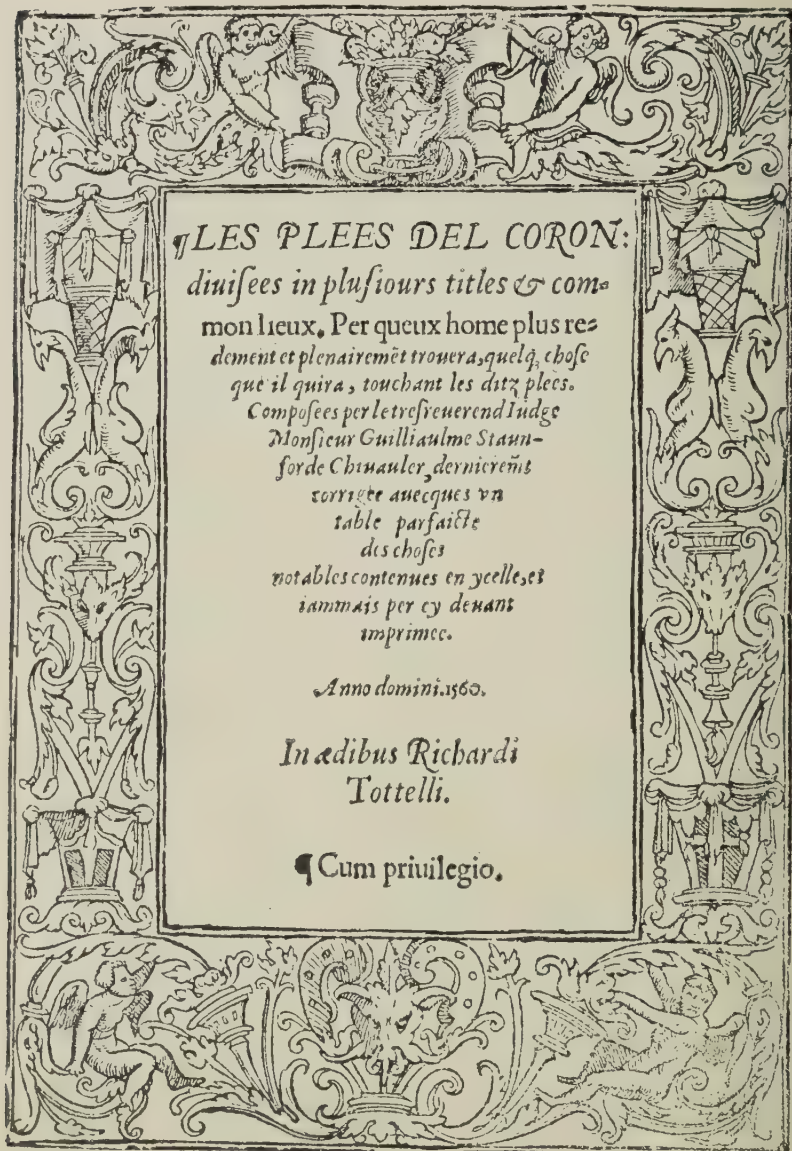 ¶LES PLEES DEL CORON:
diuiſees in pluſiours titles & com⸗
mon lieux. Per queux home plus re⸗
dement et plenairemēt trouera, quelq; choſe
que il quira, touchant les ditz plees.
Compoſees per le treſreuerend Iudge
Monſieur Guilliaulme Staun-
forde Chiuauler, dernieremēt
corrigee auecques vn
table parfaicte
des choſes
notables contenues en ycelle, et
iammais per cy deuant
imprimee.
Anno domini. 1560.
In ædibus Richardi
Tottelli.
¶Cum priuilegio.